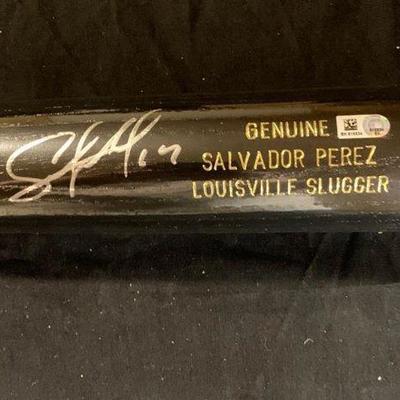 GENUINE
SALVADOR PEREZ
LOUISVILLE SLUGGER